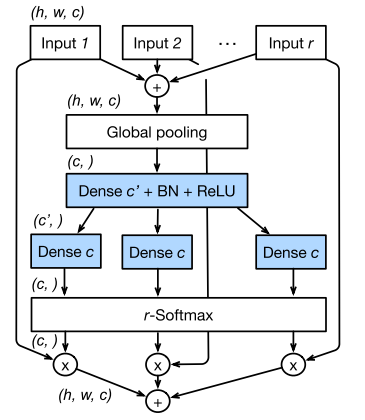 (h, w, c)
Input 1
Input 2
...
Input r
+
(h, w, c)
Global pooling
(c, )
Dense c' + BN + ReLU
(c', )
Dense c
Dense c
Dense c
(c, )
r-Softmax
(c, )
x
x
x
(h, w, c)
+